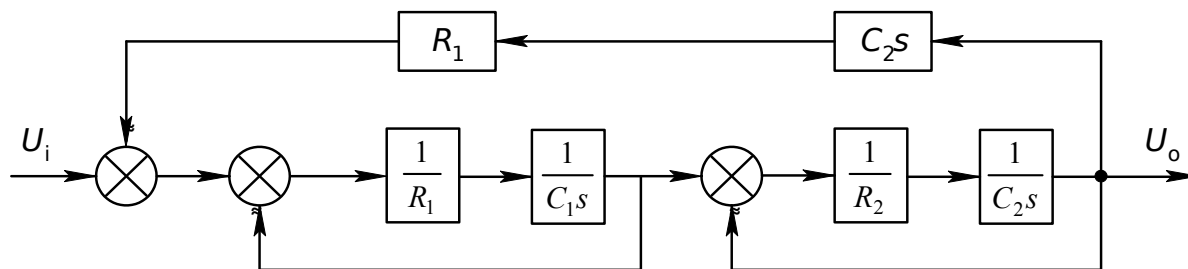 R₁
C₂s
Uᵢ
1/R₁
1/C₁s
1/R₂
1/C₂s
Uₒ